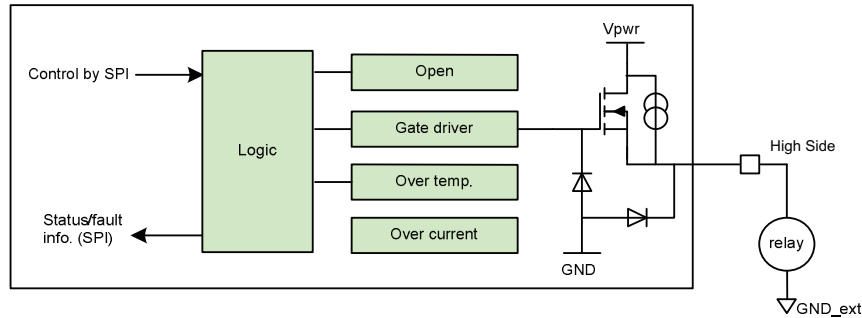 Vpwr
Control by SPI
Open
Gate driver
Logic
High Side
Over temp.
Status/fault
info. (SPI)
Over current
relay
GND
GND_ext